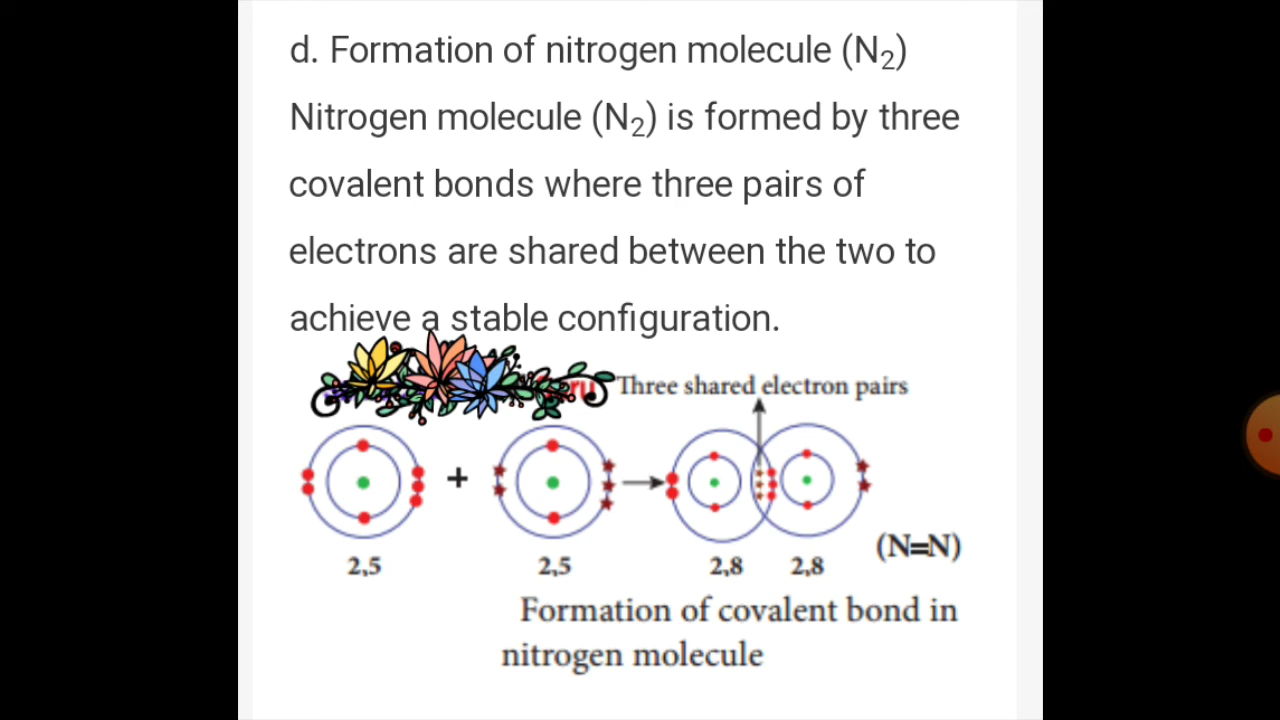 d. Formation of nitrogen molecule (N₂)
Nitrogen molecule (N₂) is formed by three
covalent bonds where three pairs of
electrons are shared between the two to
achieve a stable configuration.
Three shared electron pairs
+
2,5
2,5
2,8
2,8
(N=N)
Formation of covalent bond in
nitrogen molecule